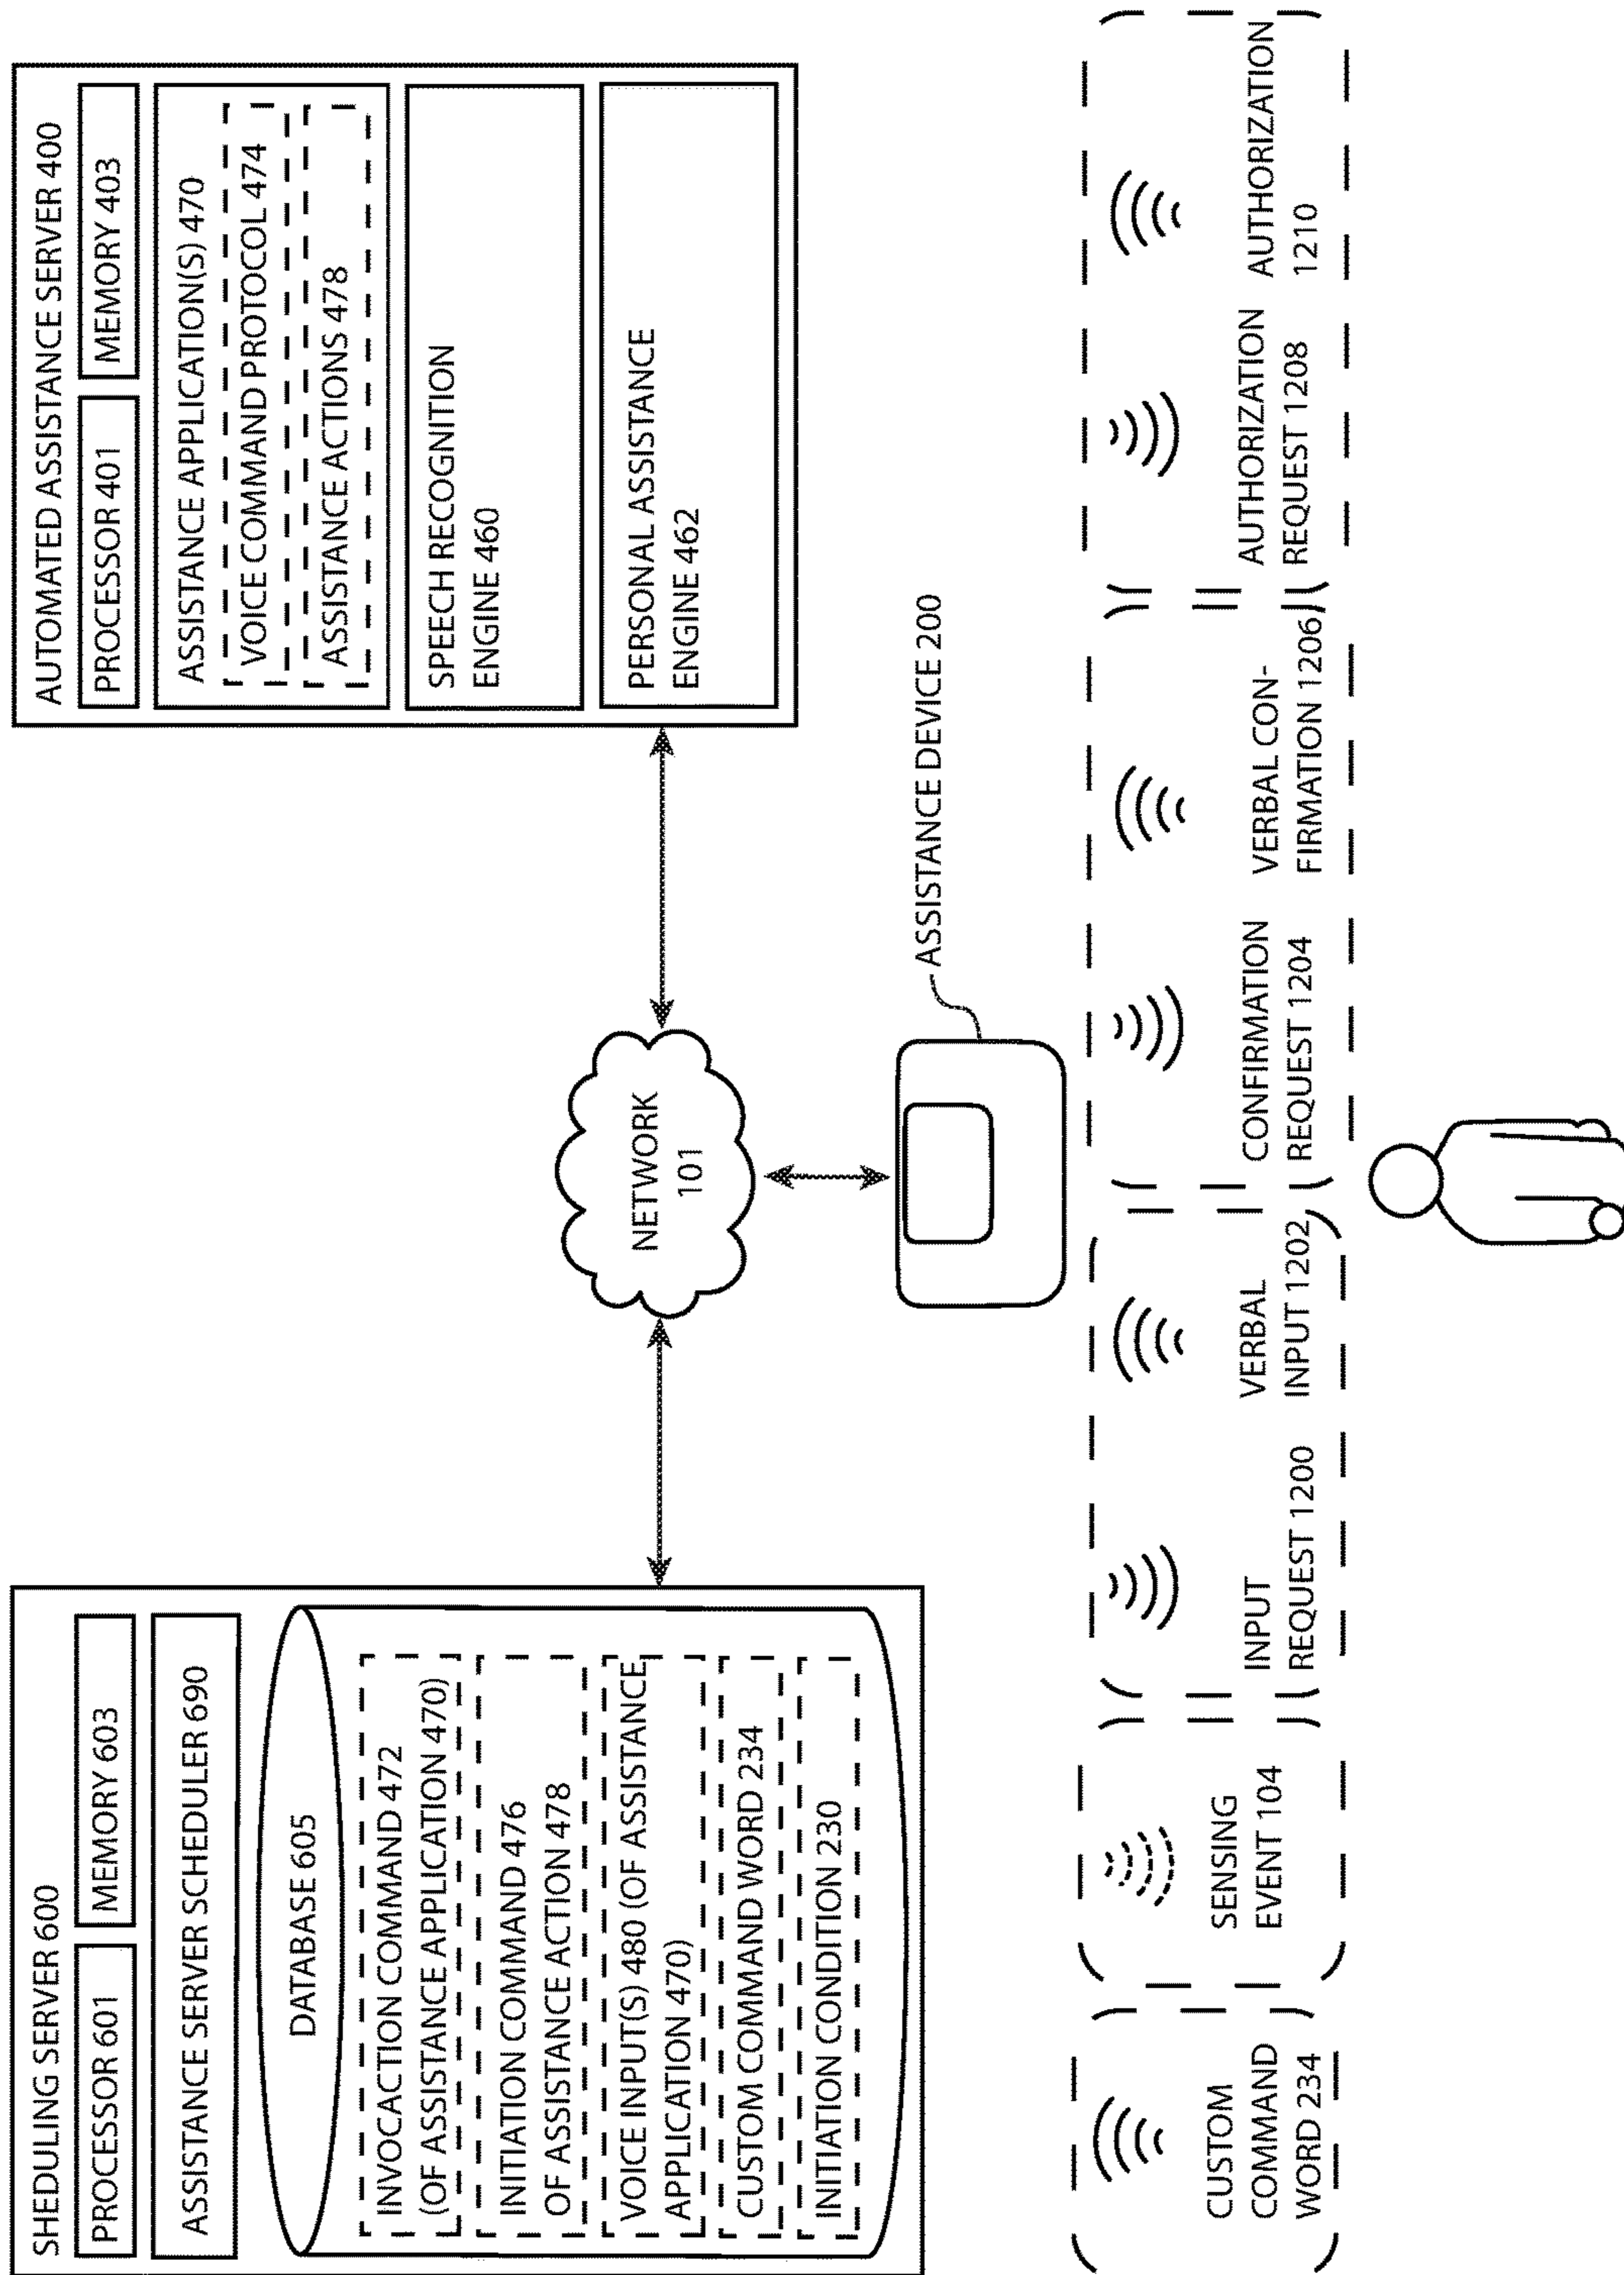 SHEDULING SERVER 600
PROCESSOR 601
MEMORY 603
ASSISTANCE SERVER SCHEDULER 690
DATABASE 605
INVOCACTION COMMAND 472
(OF ASSISTANCE APPLICATION 470)
INITIATION COMMAND 476
OF ASSISTANCE ACTION 478
VOICE INPUT(S) 480 (OF ASSISTANCE
APPLICATION 470)
CUSTOM COMMAND WORD 234
INITIATION CONDITION 230
NETWORK
101
AUTOMATED ASSISTANCE SERVER 400
PROCESSOR 401
MEMORY 403
ASSISTANCE APPLICATION(S) 470
VOICE COMMAND PROTOCOL 474
ASSISTANCE ACTIONS 478
SPEECH RECOGNITION
ENGINE 460
PERSONAL ASSISTANCE
ENGINE 462
ASSISTANCE DEVICE 200
CUSTOM
COMMAND
WORD 234
SENSING
EVENT 104
INPUT
REQUEST 1200
VERBAL
INPUT 1202
CONFIRMATION
REQUEST 1204
VERBAL CON-
FIRMATION 1206
AUTHORIZATION
REQUEST 1208
AUTHORIZATION
1210